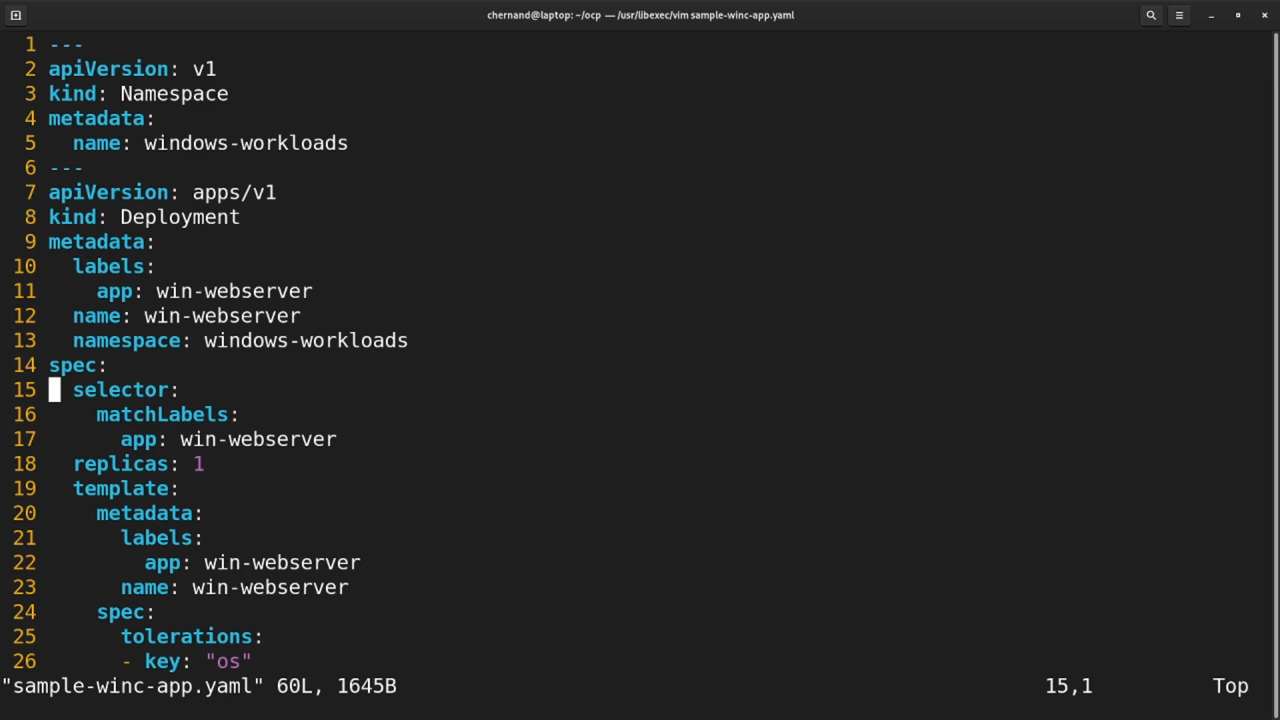 chernand@laptop: ~/ocp — /usr/libexec/vim sample-winc-app.yaml
1 ---
2 apiVersion: v1
3 kind: Namespace
4 metadata:
5   name: windows-workloads
6 ---
7 apiVersion: apps/v1
8 kind: Deployment
9 metadata:
10   labels:
11     app: win-webserver
12   name: win-webserver
13   namespace: windows-workloads
14 spec:
15   selector:
16     matchLabels:
17       app: win-webserver
18   replicas: 1
19   template:
20     metadata:
21       labels:
22         app: win-webserver
23       name: win-webserver
24     spec:
25       tolerations:
26       - key: "os"
"sample-winc-app.yaml" 60L, 1645B 15,1 Top